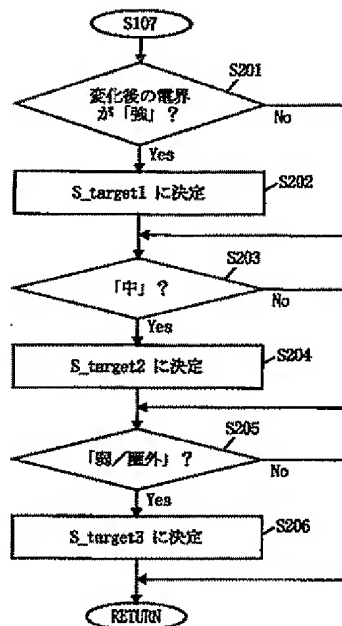 S107
S201
変化後の電界
が「強」？
No
Yes
S202
S_target1 に決定
S203
「中」？
No
Yes
S204
S_target2 に決定
S205
「弱／圏外」？
No
Yes
S206
S_target3 に決定
RETURN